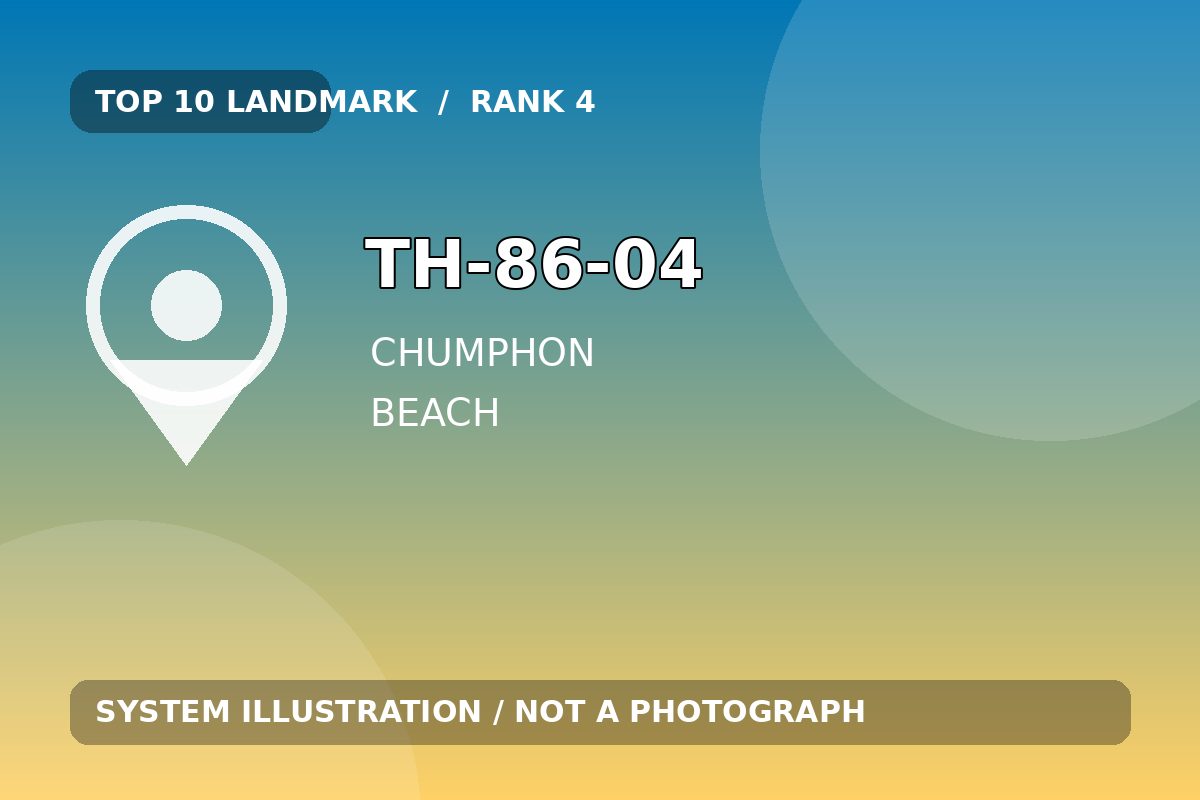 TOP 10 LANDMARK / RANK 4
TH-86-04
CHUMPHON
BEACH
SYSTEM ILLUSTRATION / NOT A PHOTOGRAPH